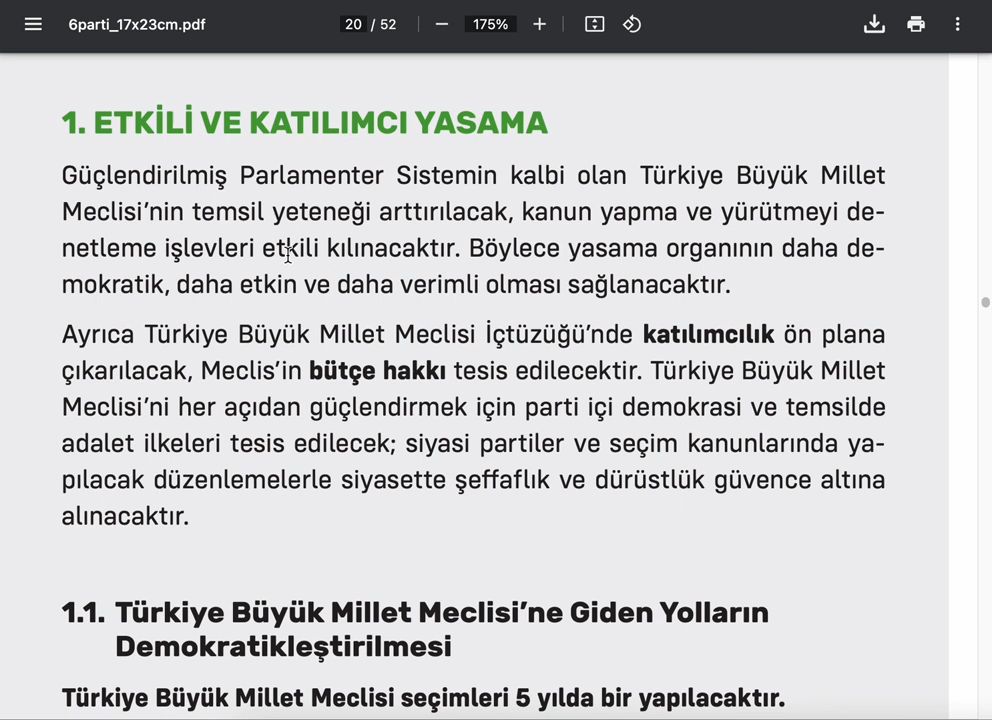 6parti_17x23cm.pdf
20 / 52
175%
1. ETKİLİ VE KATILIMCI YASAMA
Güçlendirilmiş Parlamenter Sistemin kalbi olan Türkiye Büyük Millet
Meclisi’nin temsil yeteneği arttırılacak, kanun yapma ve yürütmeyi de-
netleme işlevleri etkili kılınacaktır. Böylece yasama organının daha de-
mokratik, daha etkin ve daha verimli olması sağlanacaktır.
Ayrıca Türkiye Büyük Millet Meclisi İçtüzüğü’nde katılımcılık ön plana
çıkarılacak, Meclis’in bütçe hakkı tesis edilecektir. Türkiye Büyük Millet
Meclisi’ni her açıdan güçlendirmek için parti içi demokrasi ve temsilde
adalet ilkeleri tesis edilecek; siyasi partiler ve seçim kanunlarında ya-
pılacak düzenlemelerle siyasette şeffaflık ve dürüstlük güvence altına
alınacaktır.
1.1. Türkiye Büyük Millet Meclisi’ne Giden Yolların
Demokratikleştirilmesi
Türkiye Büyük Millet Meclisi seçimleri 5 yılda bir yapılacaktır.